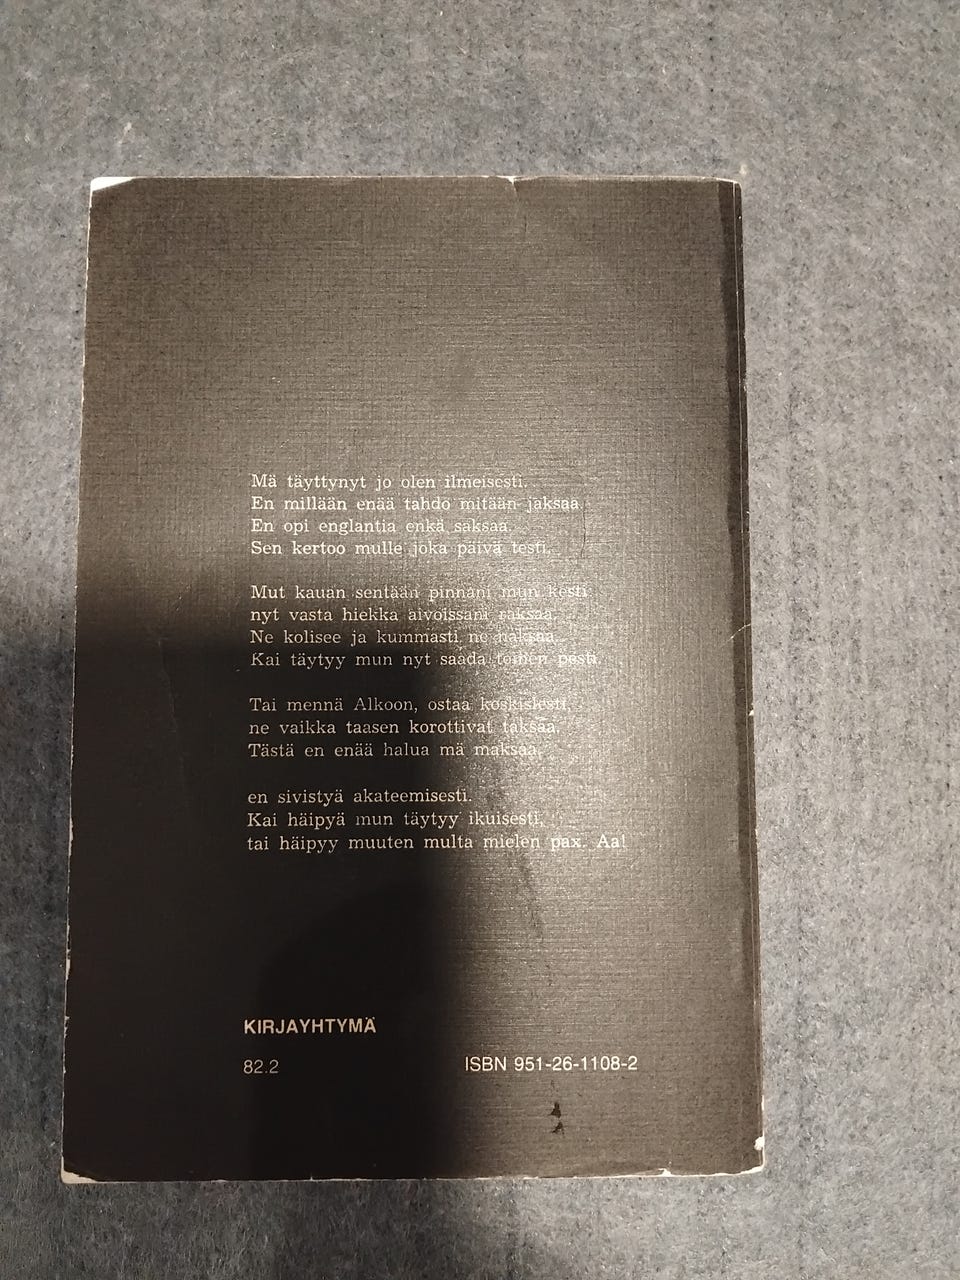 Mä täyttynyt jo olen ilmeisesti.
En millään enää tahdo mitään jaksaa.
En opi englantia enkä saksaa.
Sen kertoo mulle joka päivä testi.
Mut kauan sentään pinnani mun kesti
nyt vasta hiekka aivoissani raksaa.
Ne kolisee ja kummasti ne naksaa.
Kai täytyy mun nyt saada toinen pesti.
Tai mennä Alkoon, ostaa koskislesti,
ne vaikka taasen korottivat taksaa.
Tästä en enää halua mä maksaa,
en sivistyä akateemisesti.
Kai häipyä mun täytyy ikuisesti,
tai häipyy muuten multa mielen pax. Aa!
KIRJAYHTYMÄ
82.2
ISBN 951-26-1108-2